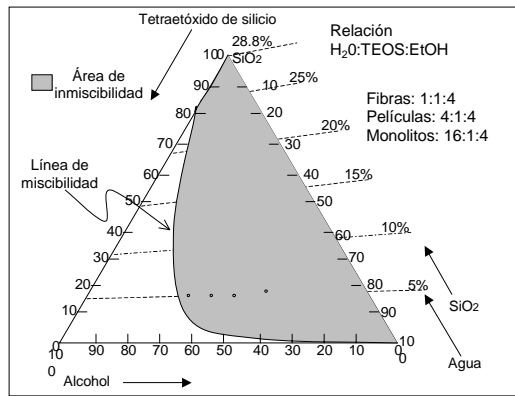 Tetraetóxido de silicio
Relación
H20:TEOS:EtOH
Fibras: 1:1:4
Películas: 4:1:4
Monolitos: 16:1:4
Área de
inmiscibilidad
Línea de
miscibilidad
28.8%
SiO2
25%
20%
15%
10%
5%
SiO2
Agua
10 0
90
80
70
60
50
40
30
20
10
0
10
20
30
40
50
60
70
80
90
10
0
10
0
90
80
70
60
50
40
30
20
10
0
Alcohol